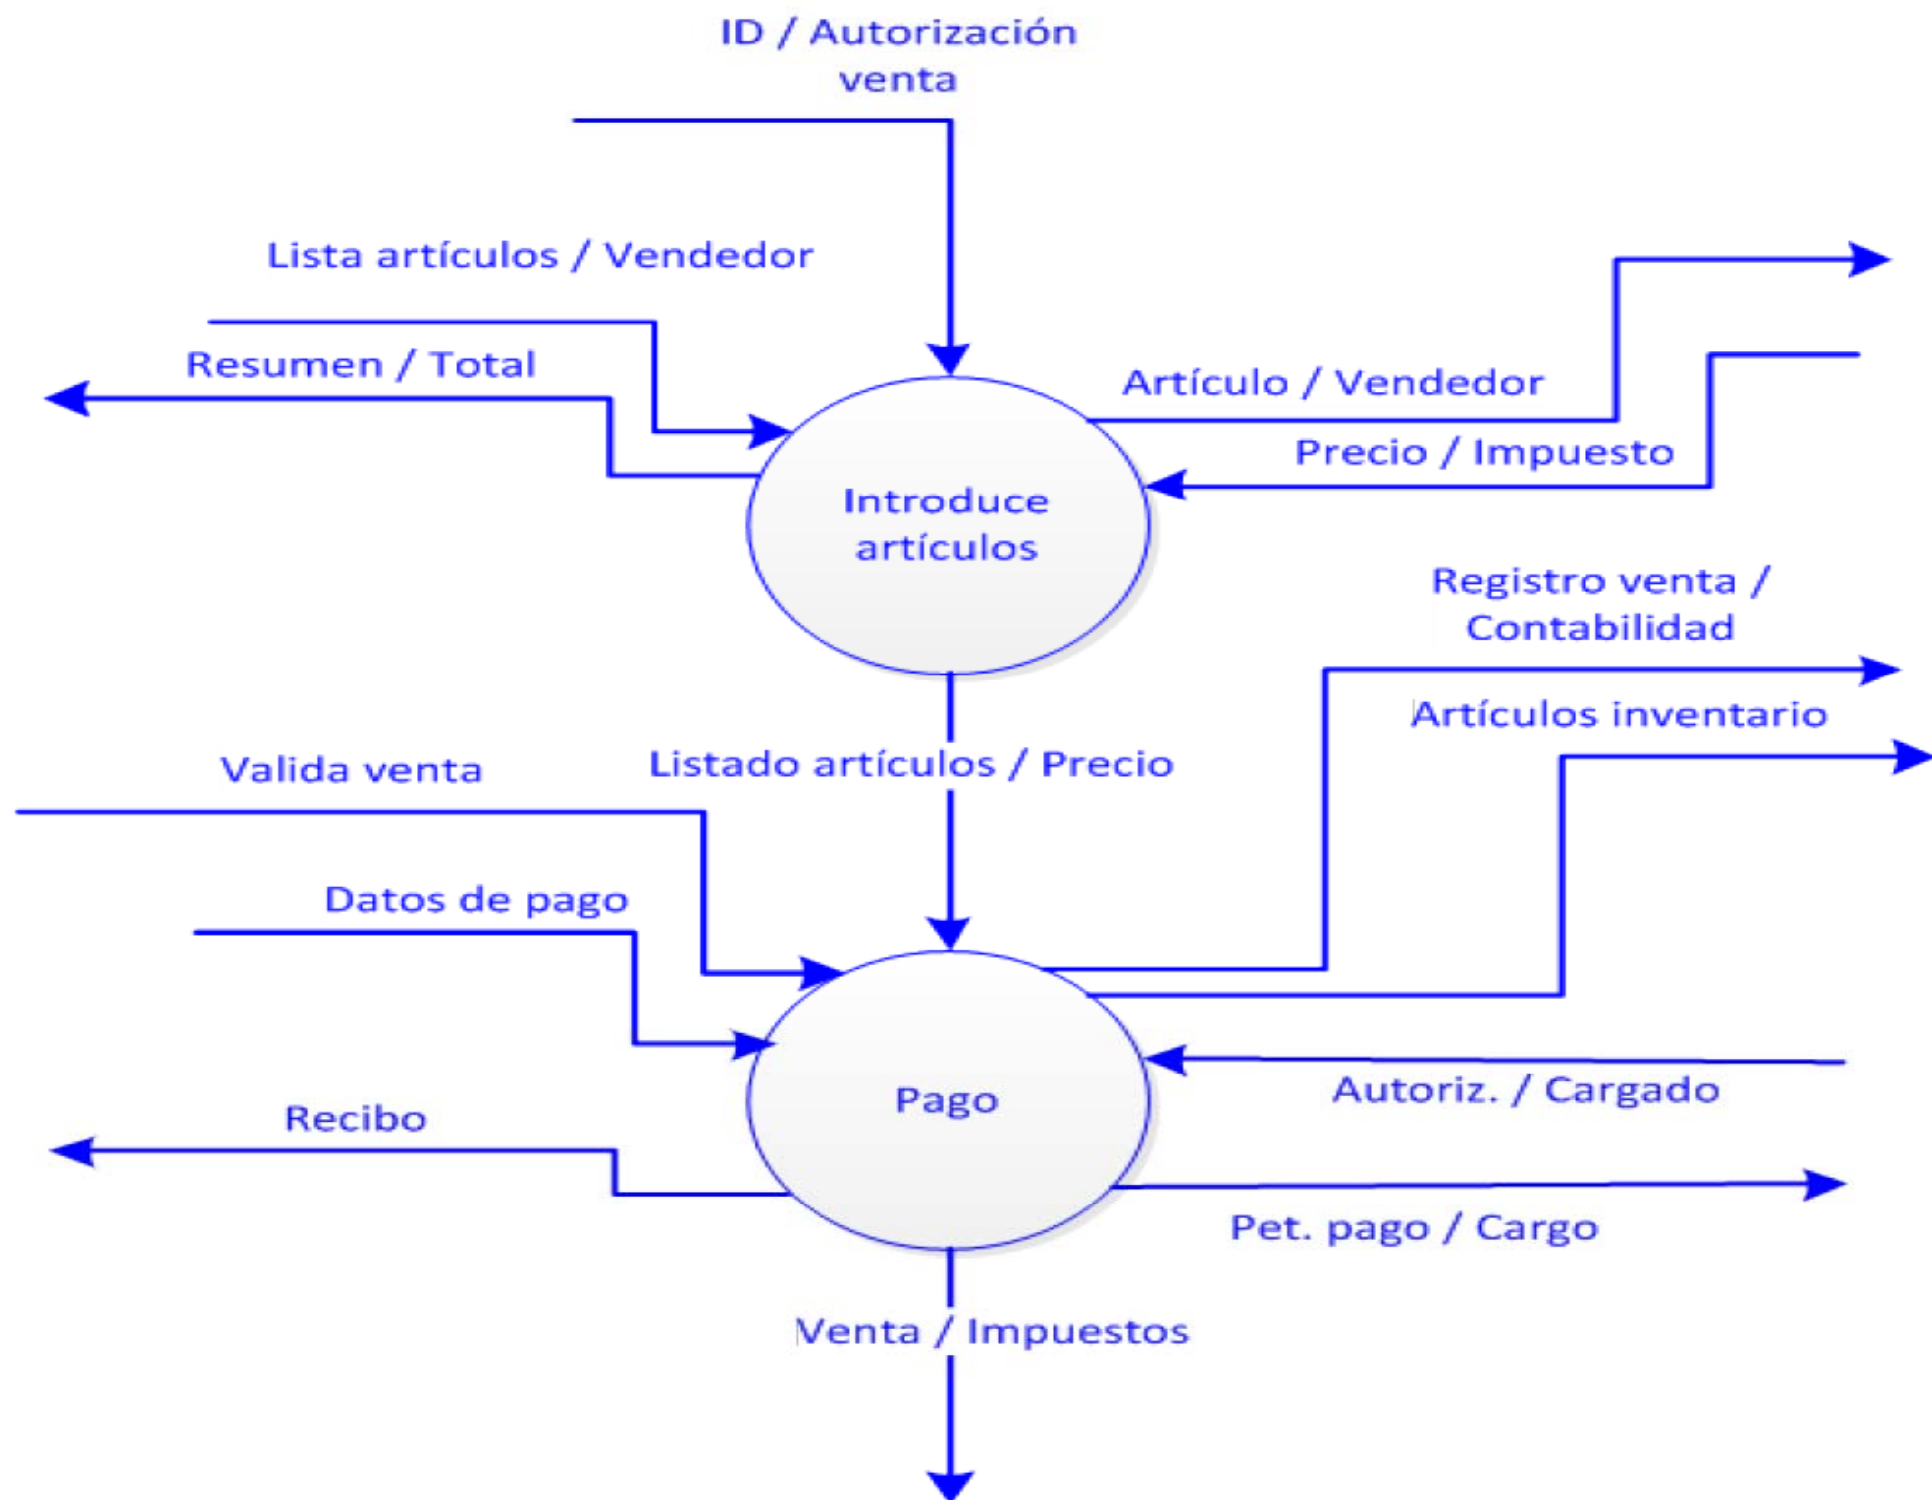 ID / Autorización
venta
Lista artículos / Vendedor
Resumen / Total
Artículo / Vendedor
Precio / Impuesto
Introduce
artículos
Registro venta /
Contabilidad
Artículos inventario
Valida venta
Listado artículos / Precio
Datos de pago
Autoriz. / Cargado
Pago
Recibo
Pet. pago / Cargo
Venta / Impuestos